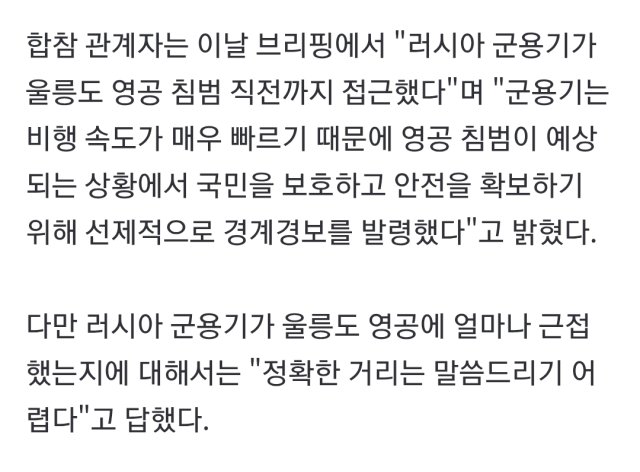 합참 관계자는 이날 브리핑에서 "러시아 군용기가
울릉도 영공 침범 직전까지 접근했다"며 "군용기는
비행 속도가 매우 빠르기 때문에 영공 침범이 예상
되는 상황에서 국민을 보호하고 안전을 확보하기
위해 선제적으로 경계경보를 발령했다"고 밝혔다.
다만 러시아 군용기가 울릉도 영공에 얼마나 근접
했는지에 대해서는 "정확한 거리는 말씀드리기 어
렵다"고 답했다.